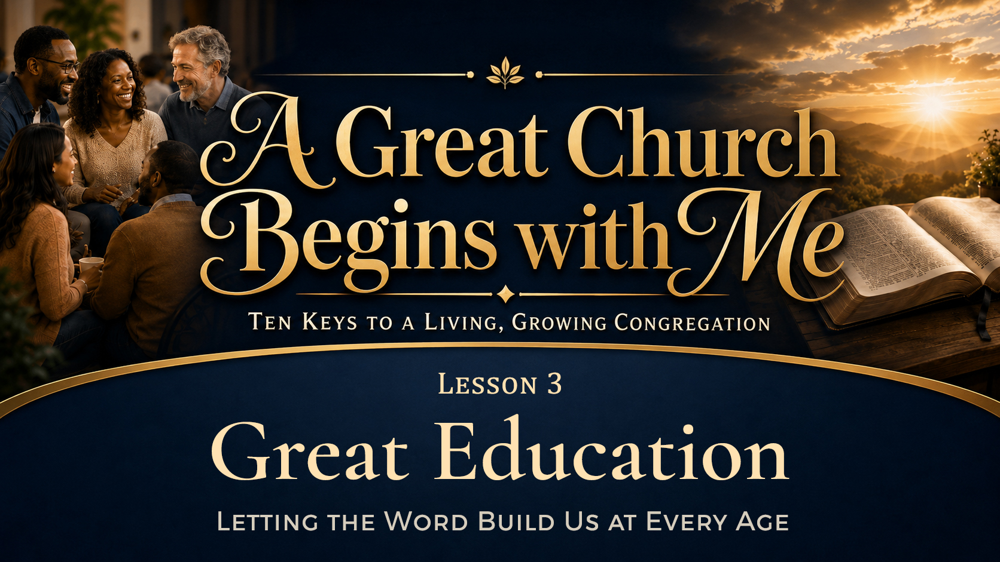 A Great Church
Begins with Me
Ten Keys to a Living, Growing Congregation
Lesson 3
Great Education
Letting the Word Build Us at Every Age